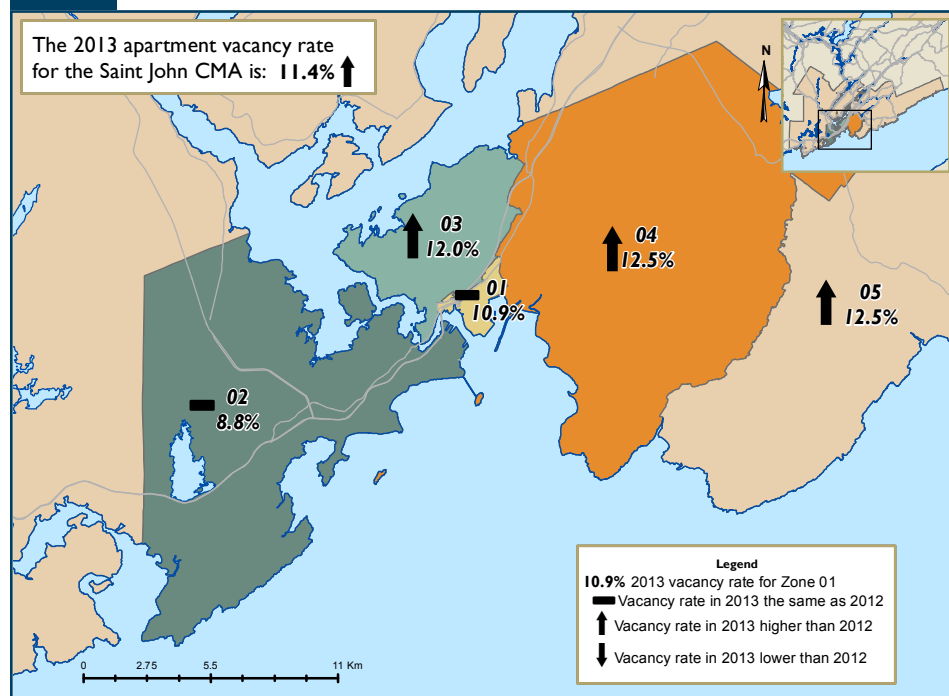 The 2013 apartment vacancy rate
for the Saint John CMA is: 11.4%
N
03
12.0%
04
12.5%
01
10.9%
05
12.5%
02
8.8%
Legend
10.9% 2013 vacancy rate for Zone 01
Vacancy rate in 2013 the same as 2012
Vacancy rate in 2013 higher than 2012
Vacancy rate in 2013 lower than 2012
0 2.75 5.5 11 Km